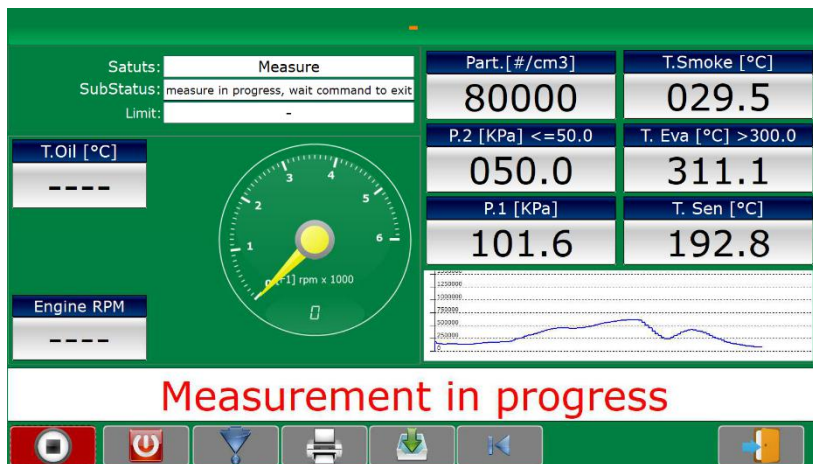 -
Satuts: Measure
SubStatus: measure in progress, wait command to exit
Limit: -
Part.[#/cm3]
80000
T.Smoke [°C]
029.5
P.2 [KPa] <=50.0
050.0
T. Eva [°C] >300.0
311.1
P.1 [KPa]
101.6
T. Sen [°C]
192.8
T.Oil [°C]
----
1
2
3
4
5
6
rpm x 1000
0
Engine RPM
----
1250000
1000000
750000
500000
0
Measurement in progress